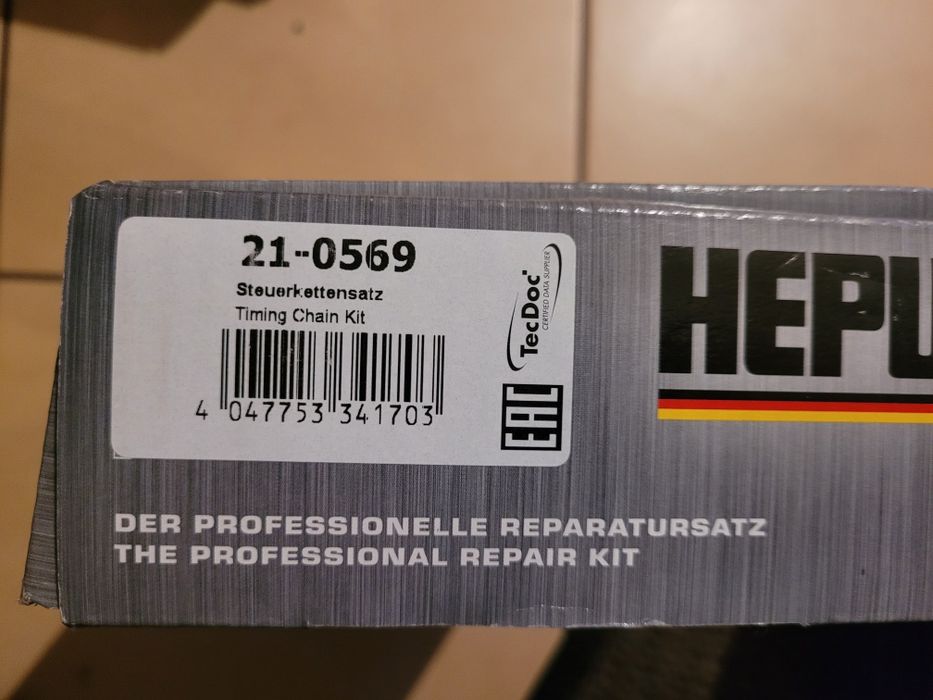 21-0569
Steuerkettensatz
Timing Chain Kit
4 047753 341703
TecDoc
CERTIFIED DATA SUPPLIER
EAC
HEPU
DER PROFESSIONELLE REPARATURSATZ
THE PROFESSIONAL REPAIR KIT